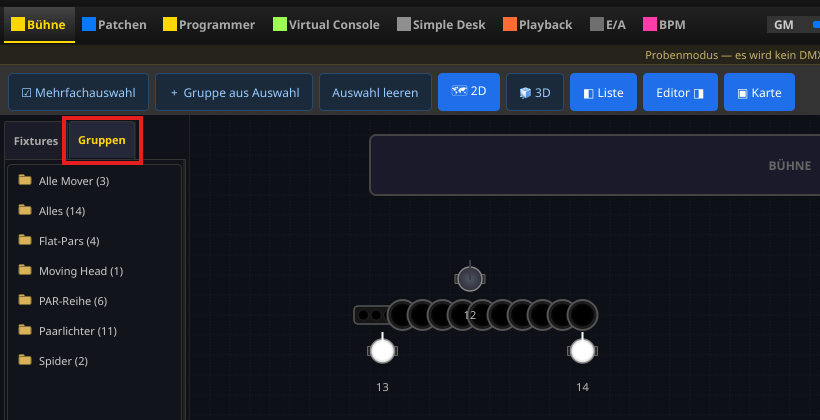 Bühne Patchen Programmer Virtual Console Simple Desk Playback E/A BPM GM
Probenmodus — es wird kein DMX
☑ Mehrfachauswahl + Gruppe aus Auswahl Auswahl leeren 2D 3D Liste Editor Karte
Fixtures Gruppen
Alle Mover (3)
Alles (14)
Flat-Pars (4)
Moving Head (1)
PAR-Reihe (6)
Paarlichter (11)
Spider (2)
BÜHNE
12
13 14